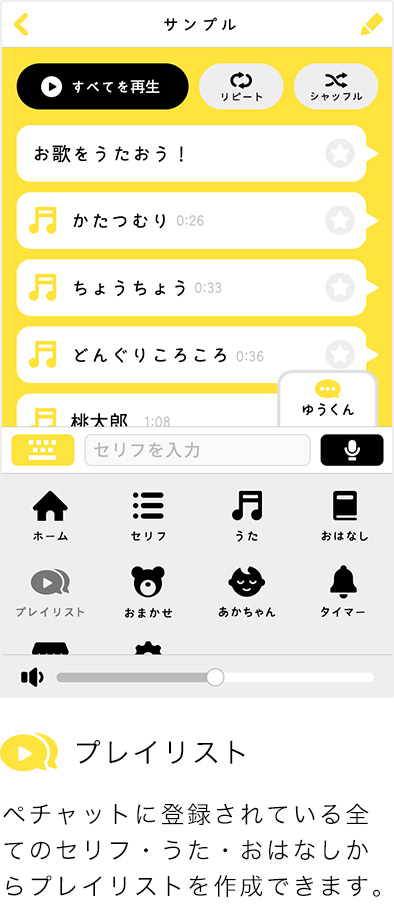 サンプル
すべてを再生
リピート
シャッフル
お歌をうたおう！
かたつむり 0:26
ちょうちょう 0:33
どんぐりころころ 0:36
ゆうくん
桃太郎 1:08
セリフを入力
ホーム
セリフ
うた
おはなし
プレイリスト
おまかせ
あかちゃん
タイマー
プレイリスト
ペチャットに登録されている全
てのセリフ・うた・おはなしか
らプレイリストを作成できます。